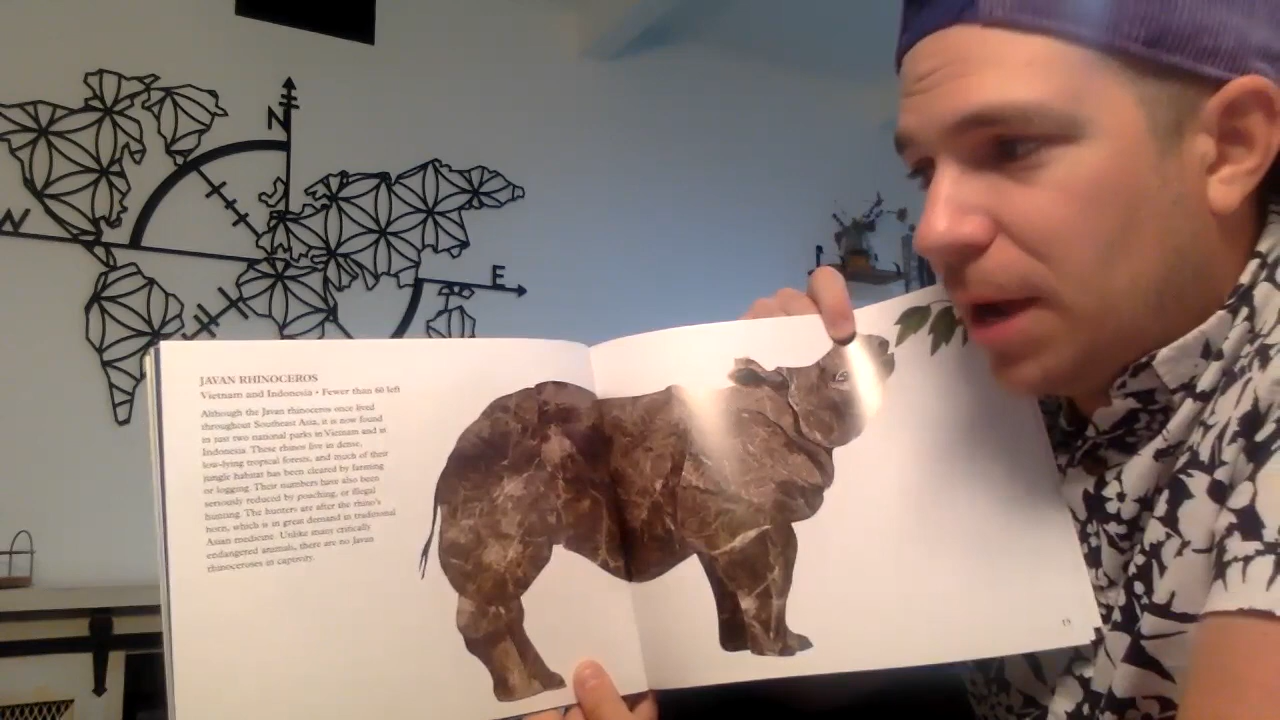 N
W
E
JAVAN RHINOCEROS
Vietnam and Indonesia • Fewer than 60 left
Although the Javan rhinoceros once lived
throughout Southeast Asia, it is now found
in just two national parks in Vietnam and in
Indonesia. These rhinos live in dense,
low-lying tropical forests, and much of their
jungle habitat has been cleared by farming
or logging. Their numbers have also been
seriously reduced by poaching, or illegal
hunting. The hunters are after the rhino's
horn, which is in great demand in traditional
Asian medicine. Unlike many critically
endangered animals, there are no Javan
rhinoceroses in captivity.
19